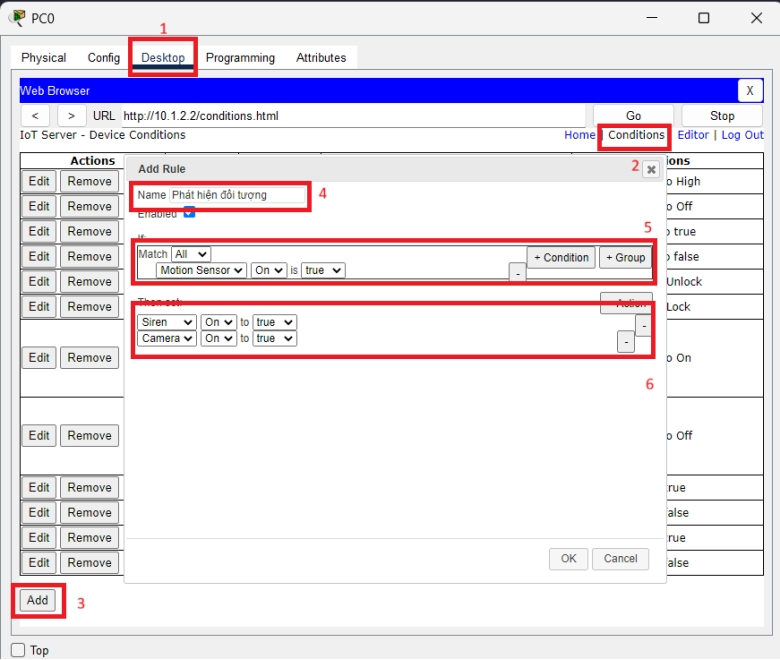 PC0
1
Physical Config Desktop Programming Attributes
Web Browser X
< > URL http://10.1.2.2/conditions.html Go Stop
IoT Server - Device Conditions Home | Conditions | Editor | Log Out
Actions
2
Add Rule
Name Phát hiện đối tượng 4
Enabled
If:
5
Match All + Condition + Group
Motion Sensor On is true -
Then set: + Action
Siren On to true -
Camera On to true -
6
OK Cancel
Edit Remove o High
Edit Remove o Off
Edit Remove o true
Edit Remove o false
Edit Remove Unlock
Edit Remove Lock
Edit Remove o On
Edit Remove o Off
Edit Remove rue
Edit Remove alse
Edit Remove rue
Edit Remove alse
Add 3
Top